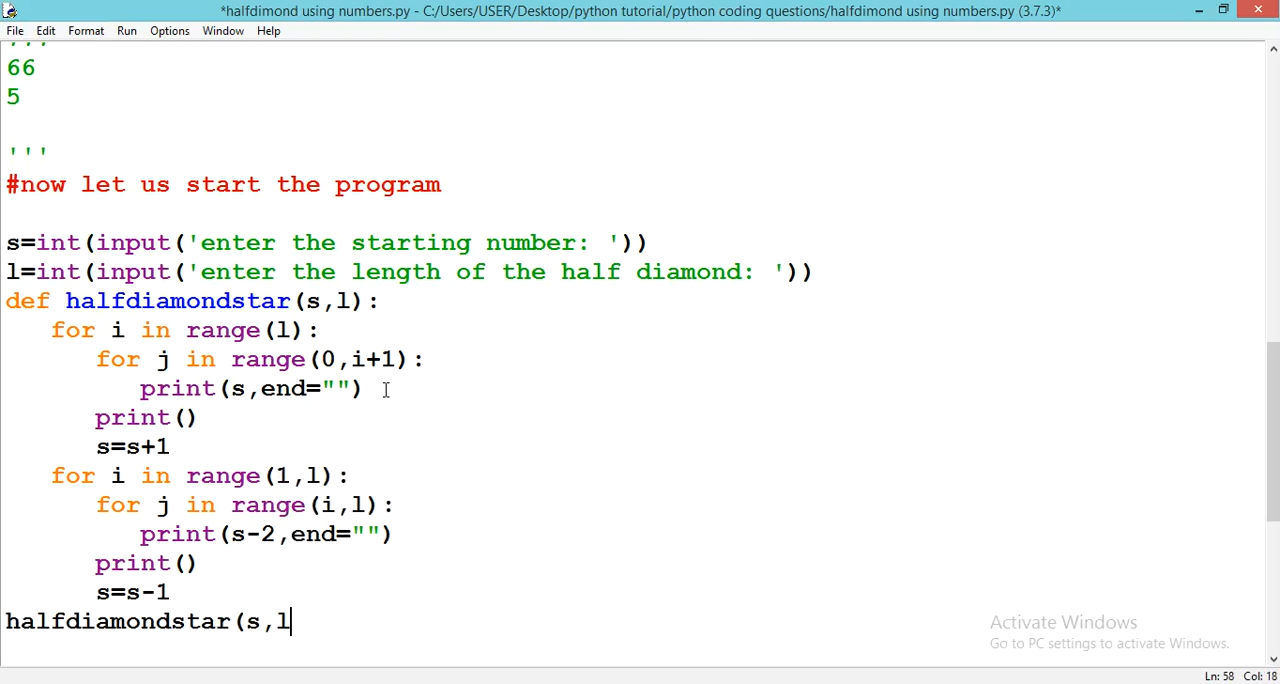 *halfdimond using numbers.py - C:/Users/USER/Desktop/python tutorial/python coding questions/halfdimond using numbers.py (3.7.3)*
File Edit Format Run Options Window Help
66
5
'''
#now let us start the program
s=int(input('enter the starting number: '))
l=int(input('enter the length of the half diamond: '))
def halfdiamondstar(s,l):
   for i in range(l):
      for j in range(0,i+1):
         print(s,end="")
      print()
      s=s+1
   for i in range(1,l):
      for j in range(i,l):
         print(s-2,end="")
      print()
      s=s-1
halfdiamondstar(s,l
Activate Windows
Go to PC settings to activate Windows.
Ln: 58 Col: 18